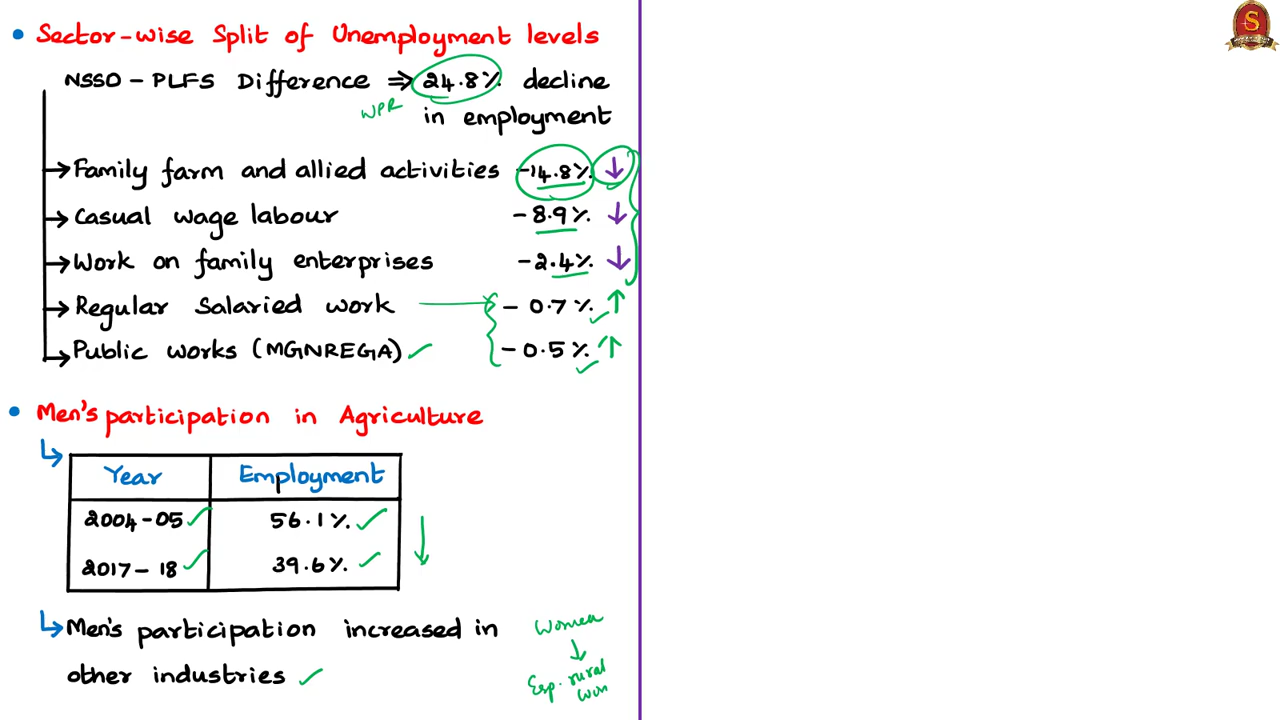 Sector-wise Split of Unemployment levels
NSSO - PLFS Difference ⇒ 24.8% decline
WPR
in employment
→ Family farm and allied activities -14.8% ↓
→ Casual wage labour - 8.9% ↓
→ Work on family enterprises -2.4% ↓
→ Regular Salaried work - 0.7% ↑
→ Public works (MGNREGA) - 0.5% ↑
Men's participation in Agriculture
Year Employment
2004-05 56.1%
2017-18 39.6%
Men's participation increased in
other industries
Women
↓
Esp. rural
wom
S